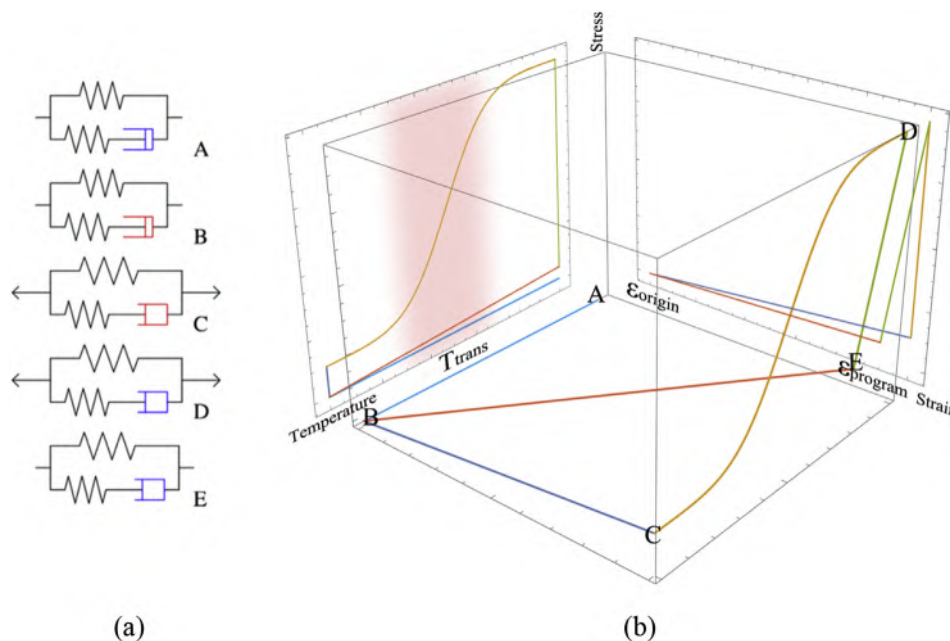 A
B
C
D
E
(a)
Stress
D
εorigin
A
Ttrans
E
εprogram Strain
Temperature
B
C
(b)